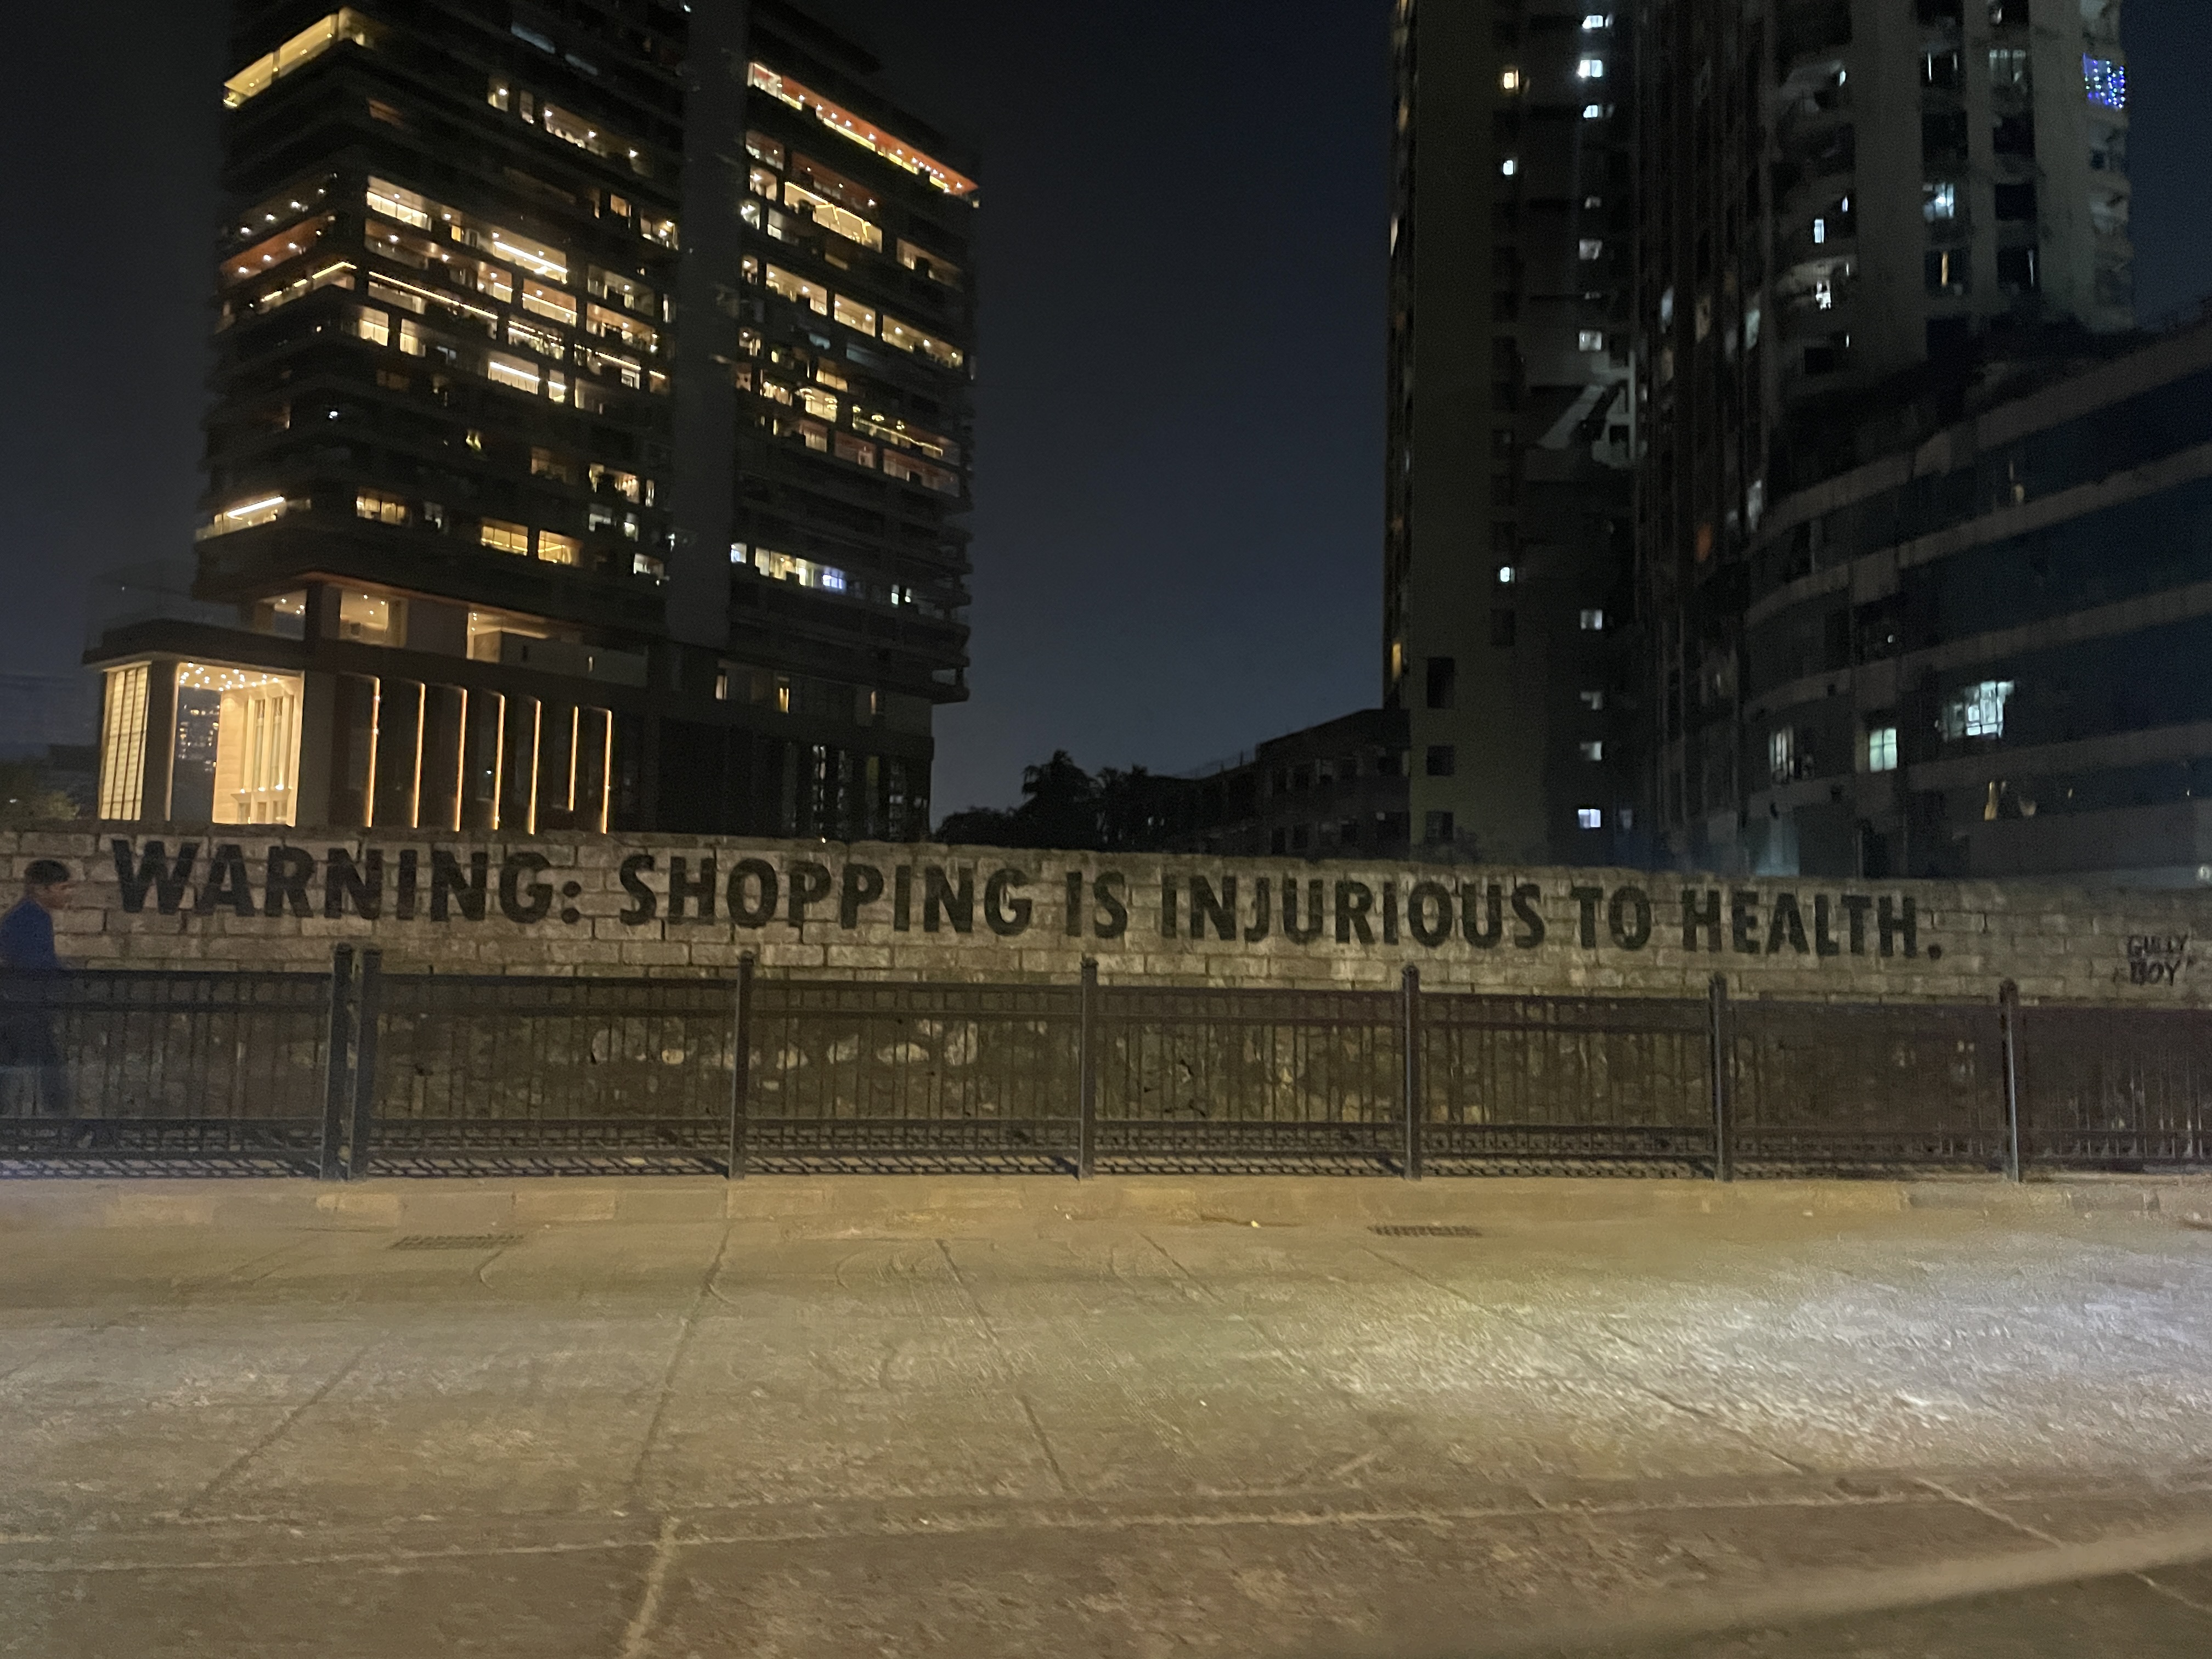 WARNING: SHOPPING IS INJURIOUS TO HEALTH.
GULLY
"BOY"